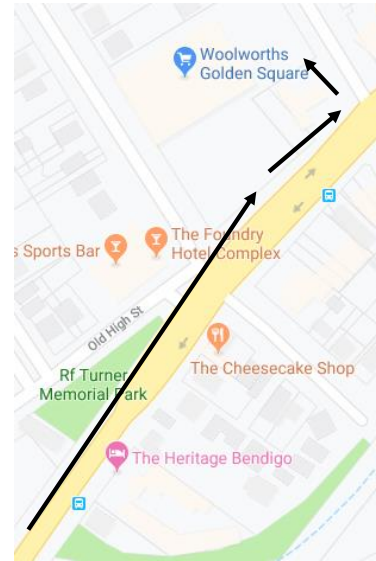 Woolworths
Golden Square
The Foundry
Hotel Complex
s Sports Bar
Old High St
The Cheesecake Shop
Rf Turner
Memorial Park
The Heritage Bendigo